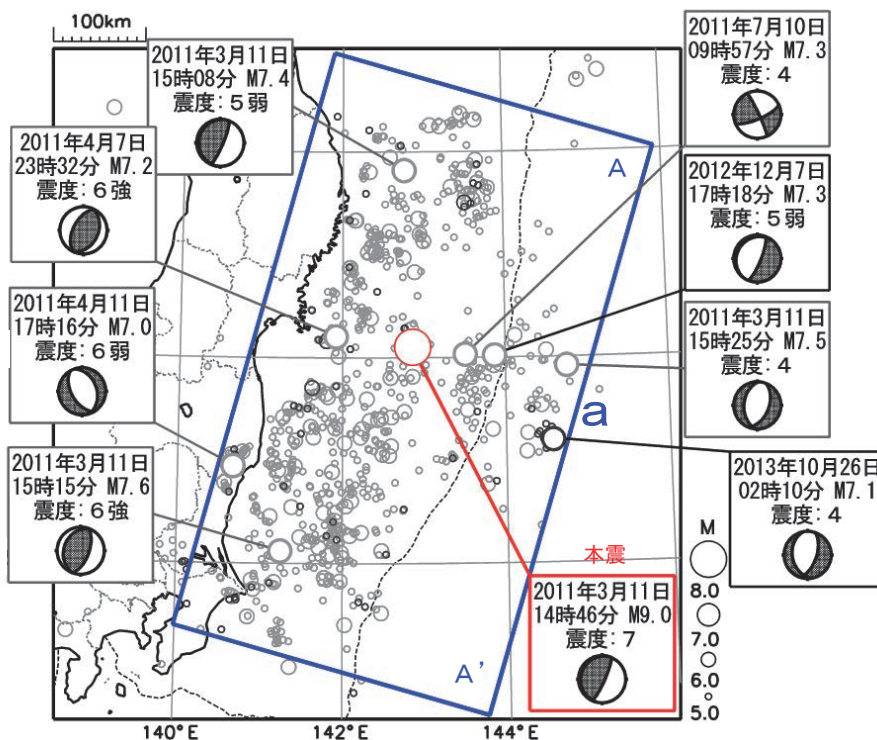 100km
2011年3月11日
15時08分 M7.4
震度:5弱
2011年7月10日
09時57分 M7.3
震度:4
2011年4月7日
23時32分 M7.2
震度:6強
A
2012年12月7日
17時18分 M7.3
震度:5弱
2011年4月11日
17時16分 M7.0
震度:6弱
2011年3月11日
15時25分 M7.5
震度:4
a
2011年3月11日
15時15分 M7.6
震度:6強
2013年10月26日
02時10分 M7.1
震度:4
本震
2011年3月11日
14時46分 M9.0
震度:7
A'
M
8.0
7.0
6.0
5.0
140°E
142°E
144°E